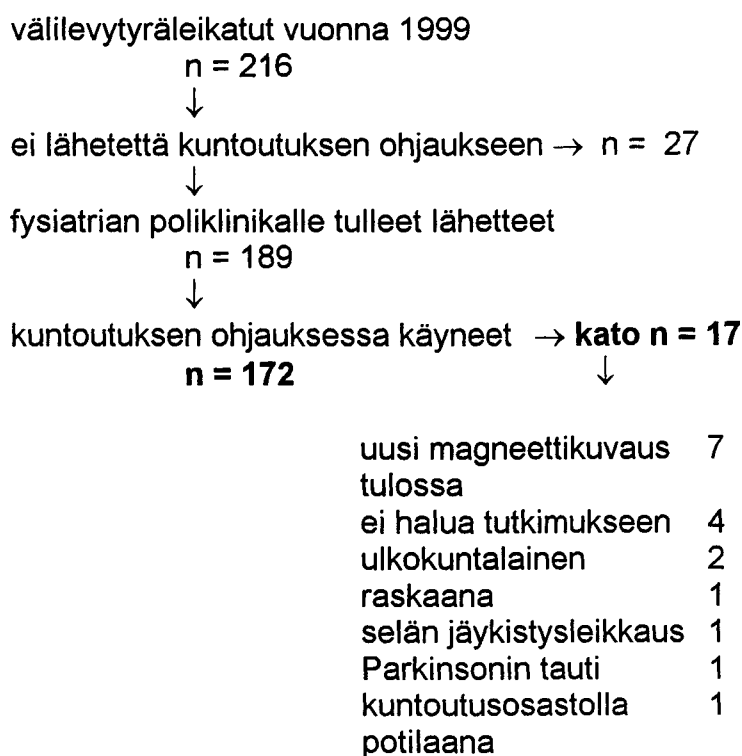 välilevytyräleikatut vuonna 1999
n = 216
↓
ei lähetettä kuntoutuksen ohjaukseen → n = 27
↓
fysiatrian poliklinikalle tulleet lähetteet
n = 189
↓
kuntoutuksen ohjauksessa käyneet → kato n = 17
n = 172 ↓
uusi magneettikuvaus 7
tulossa
ei halua tutkimukseen 4
ulkokuntalainen 2
raskaana 1
selän jäykistysleikkaus 1
Parkinsonin tauti 1
kuntoutusosastolla 1
potilaana